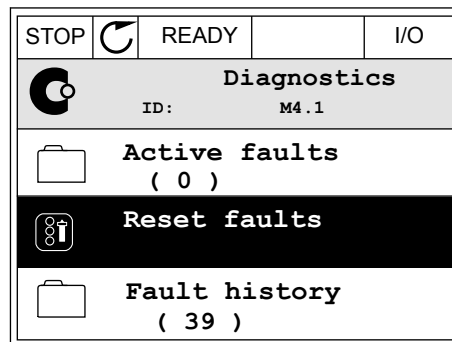 STOP READY I/O
Diagnostics
ID: M4.1
Active faults
( 0 )
Reset faults
Fault history
( 39 )